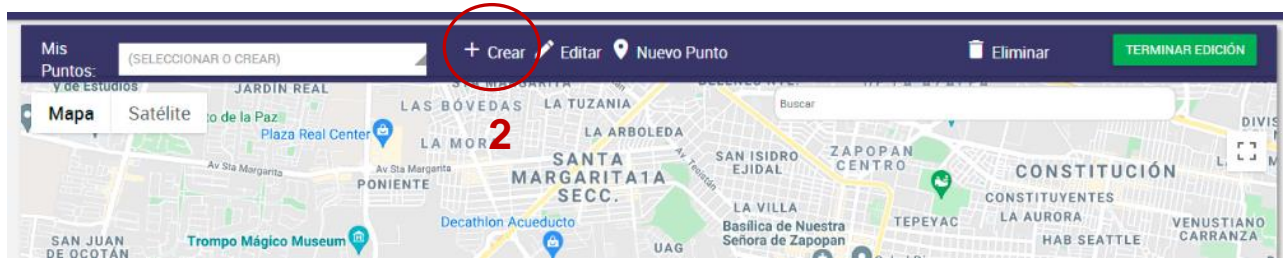 Mis
Puntos:
(SELECCIONAR O CREAR)
Crear
Editar
Nuevo Punto
Eliminar
TERMINAR EDICIÓN
y de Estudios
JARDÍN REAL
STA MARGARITA
Mapa
Satélite
to de la Paz
LAS BÓVEDAS
LA TUZANIA
Buscar
DIVIS
Plaza Real Center
LA MOR
2
LA ARBOLEDA
Av Sta Margarita
Av Sta Margarita
PONIENTE
SANTA
MARGARITA1A
SECC.
Av. Tesistán
SAN ISIDRO
EJIDAL
ZAPOPAN
CENTRO
CONSTITUCIÓN
CONSTITUYENTES
LA AURORA
LA VILLA
TEPEYAC
VENUSTIANO
CARRANZA
Decathlon Acueducto
Basílica de Nuestra
Señora de Zapopan
HAB SEATTLE
SAN JUAN
DE OCOTÁN
Trompo Mágico Museum
UAG